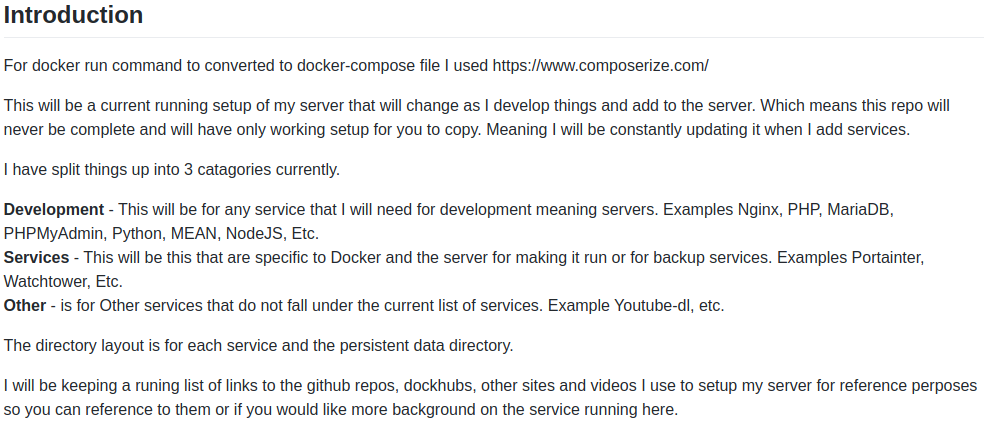 Introduction
For docker run command to converted to docker-compose file I used https://www.composerize.com/
This will be a current running setup of my server that will change as I develop things and add to the server. Which means this repo will
never be complete and will have only working setup for you to copy. Meaning I will be constantly updating it when I add services.
I have split things up into 3 catagories currently.
Development - This will be for any service that I will need for development meaning servers. Examples Nginx, PHP, MariaDB,
PHPMyAdmin, Python, MEAN, NodeJS, Etc.
Services - This will be this that are specific to Docker and the server for making it run or for backup services. Examples Portainter,
Watchtower, Etc.
Other - is for Other services that do not fall under the current list of services. Example Youtube-dl, etc.
The directory layout is for each service and the persistent data directory.
I will be keeping a runing list of links to the github repos, dockhubs, other sites and videos I use to setup my server for reference perposes
so you can reference to them or if you would like more background on the service running here.